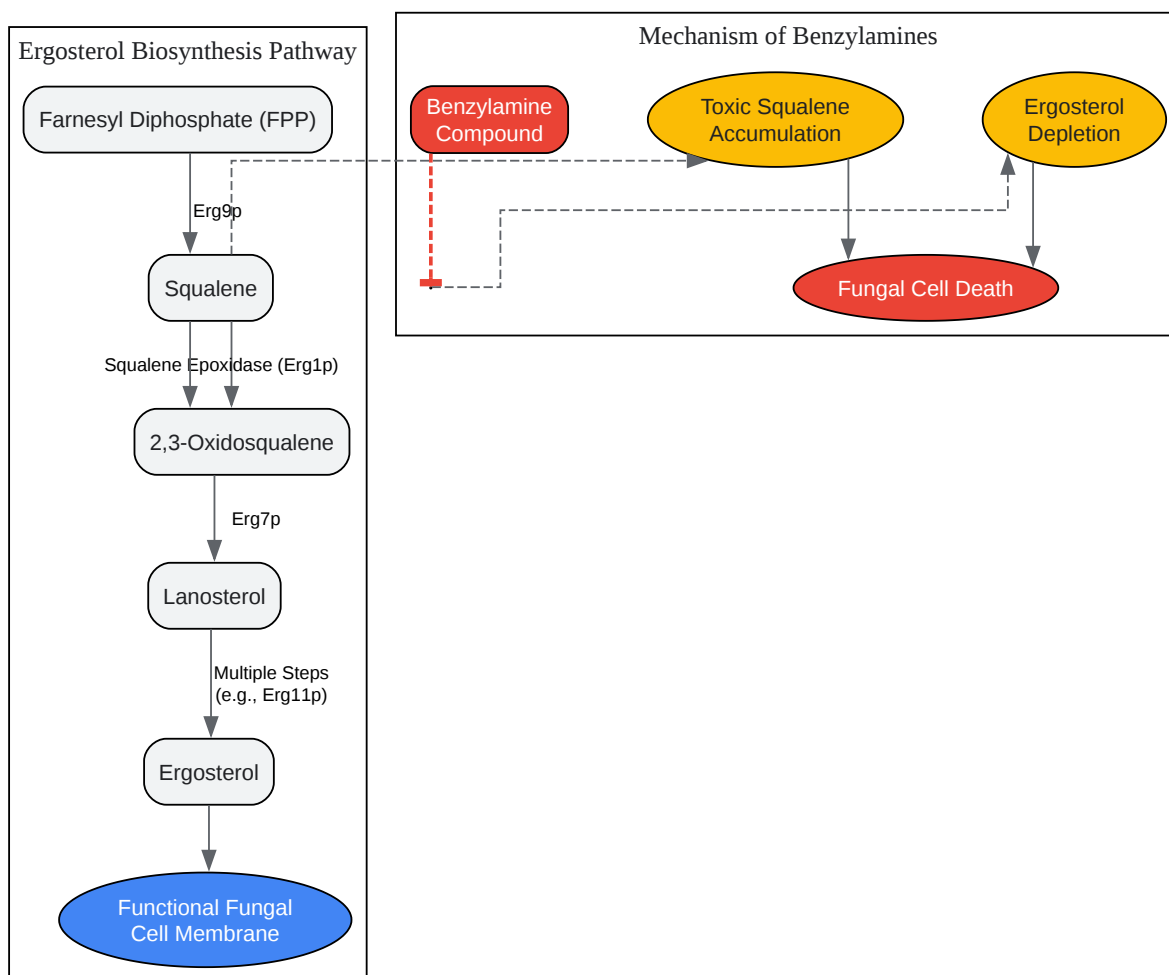 Ergosterol Biosynthesis Pathway
Farnesyl Diphosphate (FPP)
Erg9p
Squalene
Squalene Epoxidase (Erg1p)
2,3-Oxidosqualene
Erg7p
Lanosterol
Multiple Steps
(e.g., Erg11p)
Ergosterol
Functional Fungal
Cell Membrane
Mechanism of Benzylamines
Benzylamine
Compound
Toxic Squalene
Accumulation
Ergosterol
Depletion
Fungal Cell Death